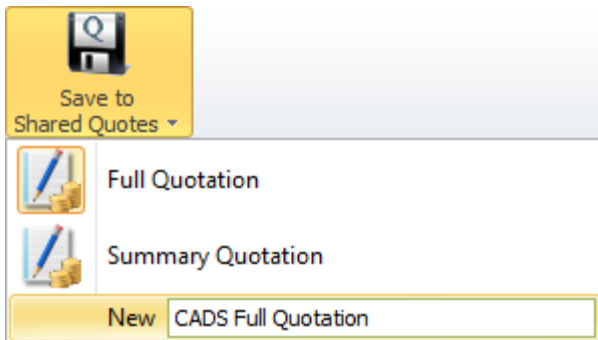 Q
Save to
Shared Quotes
Full Quotation
Summary Quotation
New CADS Full Quotation